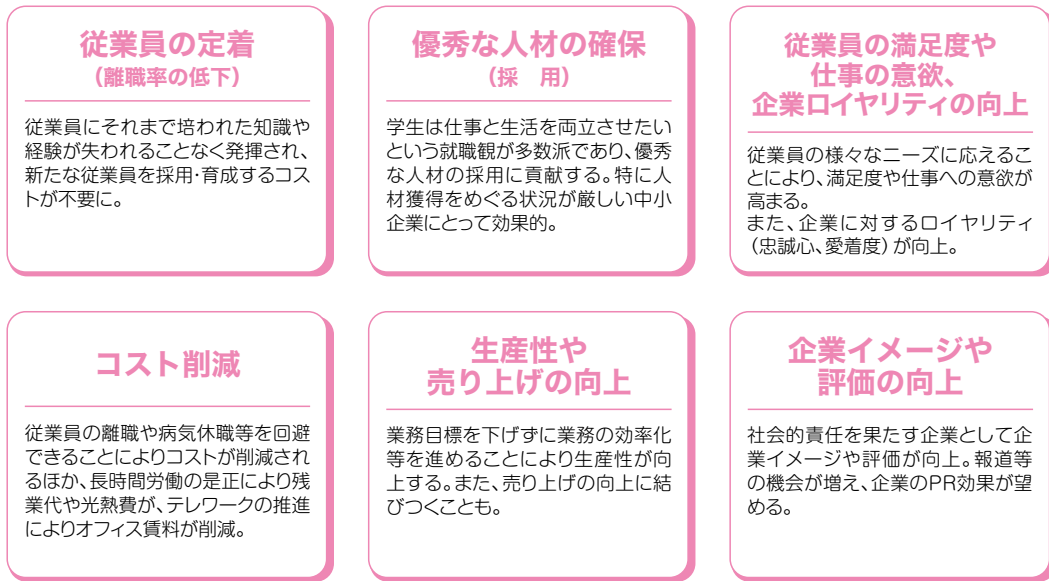 従業員の定着
（離職率の低下）
従業員にそれまで培われた知識や
経験が失われることなく発揮され、
新たな従業員を採用・育成するコス
トが不要に。
優秀な人材の確保
（採　用）
学生は仕事と生活を両立させたい
という就職観が多数派であり、優秀
な人材の採用に貢献する。特に人
材獲得をめぐる状況が厳しい中小
企業にとって効果的。
従業員の満足度や
仕事の意欲、
企業ロイヤリティの向上
従業員の様々なニーズに応えるこ
とにより、満足度や仕事への意欲が
高まる。
また、企業に対するロイヤリティ
（忠誠心、愛着度）が向上。
コスト削減
従業員の離職や病気休職等を回避
できることによりコストが削減され
るほか、長時間労働の是正により残
業代や光熱費が、テレワークの推進
によりオフィス賃料が削減。
生産性や
売り上げの向上
業務目標を下げずに業務の効率化
等を進めることにより生産性が向
上する。また、売り上げの向上に結
びつくことも。
企業イメージや
評価の向上
社会的責任を果たす企業として企
業イメージや評価が向上。報道等
の機会が増え、企業のPR効果が望
める。